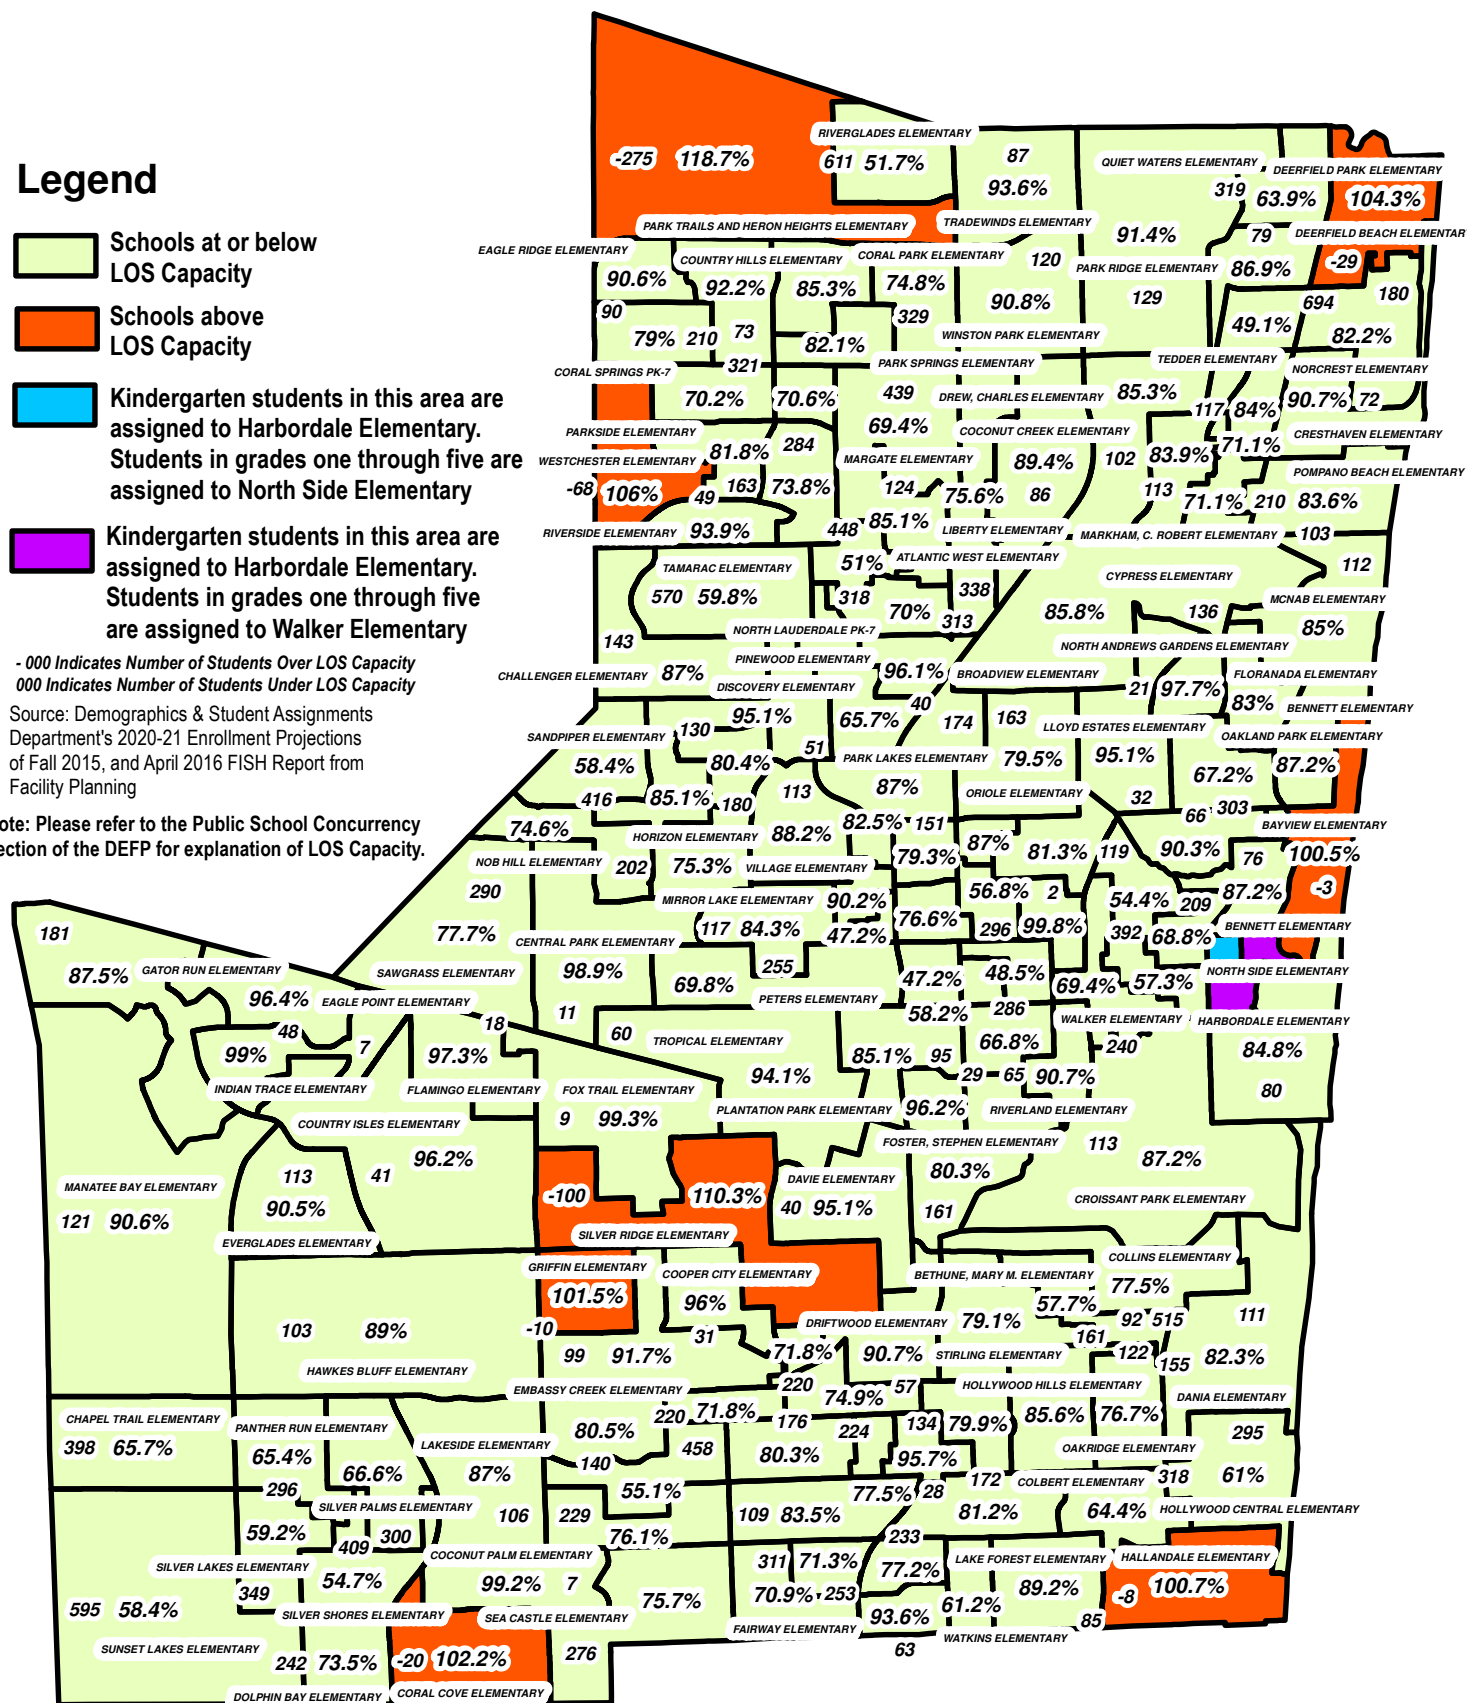 Legend
Schools at or below
LOS Capacity
Schools above
LOS Capacity
Kindergarten students in this area are
assigned to Harbordale Elementary.
Students in grades one through five are
assigned to North Side Elementary
Kindergarten students in this area are
assigned to Harbordale Elementary.
Students in grades one through five
are assigned to Walker Elementary
- 000 Indicates Number of Students Over LOS Capacity
000 Indicates Number of Students Under LOS Capacity
Source: Demographics & Student Assignments
Department's 2020-21 Enrollment Projections
of Fall 2015, and April 2016 FISH Report from
Facility Planning
ote: Please refer to the Public School Concurrency
ection of the DEFP for explanation of LOS Capacity.
RIVERGLADES ELEMENTARY
-275 118.7% 611 51.7% 87
93.6%
QUIET WATERS ELEMENTARY
DEERFIELD PARK ELEMENTARY
319 63.9% 104.3%
PARK TRAILS AND HERON HEIGHTS ELEMENTARY
TRADEWINDS ELEMENTARY
91.4% 79
DEERFIELD BEACH ELEMENTAR
EAGLE RIDGE ELEMENTARY
COUNTRY HILLS ELEMENTARY
CORAL PARK ELEMENTARY
120
PARK RIDGE ELEMENTARY
86.9% -29
90.6% 92.2% 85.3% 74.8% 90.8% 129 694 180
90 79% 210 73 82.1% 329
WINSTON PARK ELEMENTARY
49.1% 82.2%
CORAL SPRINGS PK-7
321
PARK SPRINGS ELEMENTARY
TEDDER ELEMENTARY
NORCREST ELEMENTARY
70.2% 70.6% 439
DREW, CHARLES ELEMENTARY
85.3% 117 84% 90.7% 72
PARKSIDE ELEMENTARY
69.4%
COCONUT CREEK ELEMENTARY
CRESTHAVEN ELEMENTARY
WESTCHESTER ELEMENTARY
81.8% 284
MARGATE ELEMENTARY
89.4% 102 83.9% 71.1%
POMPANO BEACH ELEMENTARY
-68 106% 49 163 73.8% 124 75.6% 86 113 71.1% 210 83.6%
RIVERSIDE ELEMENTARY
93.9% 448 85.1%
LIBERTY ELEMENTARY
MARKHAM, C. ROBERT ELEMENTARY
103
51%
ATLANTIC WEST ELEMENTARY
TAMARAC ELEMENTARY
CYPRESS ELEMENTARY
112
570 59.8% 318 70% 338 85.8% 136
MCNAB ELEMENTARY
143
NORTH LAUDERDALE PK-7
313 85%
NORTH ANDREWS GARDENS ELEMENTARY
CHALLENGER ELEMENTARY
87%
PINEWOOD ELEMENTARY
96.1%
BROADVIEW ELEMENTARY
FLORANADA ELEMENTARY
DISCOVERY ELEMENTARY
21 97.7% 83%
BENNETT ELEMENTARY
95.1% 65.7% 40 174 163
LLOYD ESTATES ELEMENTARY
OAKLAND PARK ELEMENTARY
SANDPIPER ELEMENTARY
130 51
58.4% 80.4%
PARK LAKES ELEMENTARY
79.5% 95.1% 67.2% 87.2%
416 85.1% 180 113 87%
ORIOLE ELEMENTARY
32 66 303
74.6%
HORIZON ELEMENTARY
88.2% 82.5% 151
BAYVIEW ELEMENTARY
NOB HILL ELEMENTARY
202 75.3%
VILLAGE ELEMENTARY
79.3% 87% 81.3% 119 90.3% 76 100.5%
290
MIRROR LAKE ELEMENTARY
90.2% 56.8% 2 54.4% 209 87.2% -3
77.7%
CENTRAL PARK ELEMENTARY
117 84.3% 47.2% 76.6% 296 99.8% 392 68.8%
BENNETT ELEMENTARY
181
87.5%
GATOR RUN ELEMENTARY
SAWGRASS ELEMENTARY
98.9% 69.8% 255 47.2% 48.5% 69.4% 57.3%
NORTH SIDE ELEMENTARY
96.4%
EAGLE POINT ELEMENTARY
11
PETERS ELEMENTARY
58.2% 286
WALKER ELEMENTARY
HARBORDALE ELEMENTARY
48 7 18 60
TROPICAL ELEMENTARY
66.8% 240 84.8%
99% 97.3% 94.1% 85.1% 95 29 65 90.7% 80
INDIAN TRACE ELEMENTARY
FLAMINGO ELEMENTARY
FOX TRAIL ELEMENTARY
COUNTRY ISLES ELEMENTARY
9 99.3%
PLANTATION PARK ELEMENTARY
96.2%
RIVERLAND ELEMENTARY
96.2%
FOSTER, STEPHEN ELEMENTARY
113
MANATEE BAY ELEMENTARY
113 41 -100 110.3%
DAVIE ELEMENTARY
80.3% 87.2%
121 90.6% 90.5% 40 95.1% 161
CROISSANT PARK ELEMENTARY
EVERGLADES ELEMENTARY
SILVER RIDGE ELEMENTARY
GRIFFIN ELEMENTARY
COOPER CITY ELEMENTARY
BETHUNE, MARY M. ELEMENTARY
COLLINS ELEMENTARY
101.5% 96% 57.7% 77.5%
103 89% -10 31
DRIFTWOOD ELEMENTARY
79.1% 161 92 515 111
HAWKES BLUFF ELEMENTARY
99 91.7% 71.8% 90.7%
STIRLING ELEMENTARY
122 155 82.3%
EMBASSY CREEK ELEMENTARY
220 74.9% 57
HOLLYWOOD HILLS ELEMENTARY
DANIA ELEMENTARY
CHAPEL TRAIL ELEMENTARY
PANTHER RUN ELEMENTARY
80.5% 220 71.8% 176 224 134 79.9% 85.6% 76.7% 295
398 65.7% 65.4%
LAKESIDE ELEMENTARY
458 80.3% 95.7%
OAKRIDGE ELEMENTARY
66.6% 87% 140 172
COLBERT ELEMENTARY
318 61%
296
SILVER PALMS ELEMENTARY
106 229 55.1% 109 83.5% 77.5% 28 81.2% 64.4%
HOLLYWOOD CENTRAL ELEMENTARY
59.2% 409 300 76.1% 233
SILVER LAKES ELEMENTARY
COCONUT PALM ELEMENTARY
311 71.3% 77.2%
LAKE FOREST ELEMENTARY
HALLANDALE ELEMENTARY
349 54.7% 99.2% 7 75.7% 70.9% 253 61.2% 89.2% -8 100.7%
595 58.4%
SILVER SHORES ELEMENTARY
SEA CASTLE ELEMENTARY
FAIRWAY ELEMENTARY
93.6% 85
SUNSET LAKES ELEMENTARY
WATKINS ELEMENTARY
242 73.5% -20 102.2% 276 63
DOLPHIN BAY ELEMENTARY
CORAL COVE ELEMENTARY